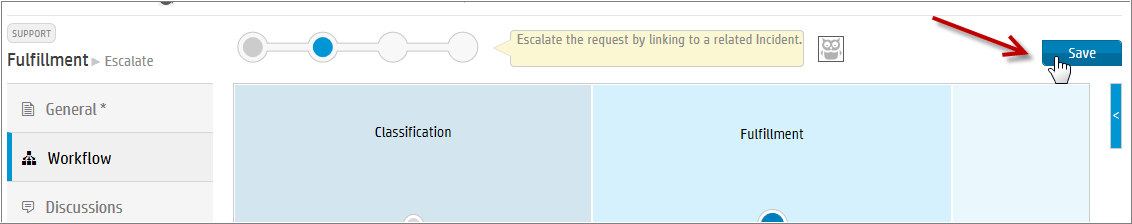 SUPPORT
Fulfillment ▸ Escalate
Escalate the request by linking to a related Incident.
Save
General *
Workflow
Discussions
Classification
Fulfillment
<